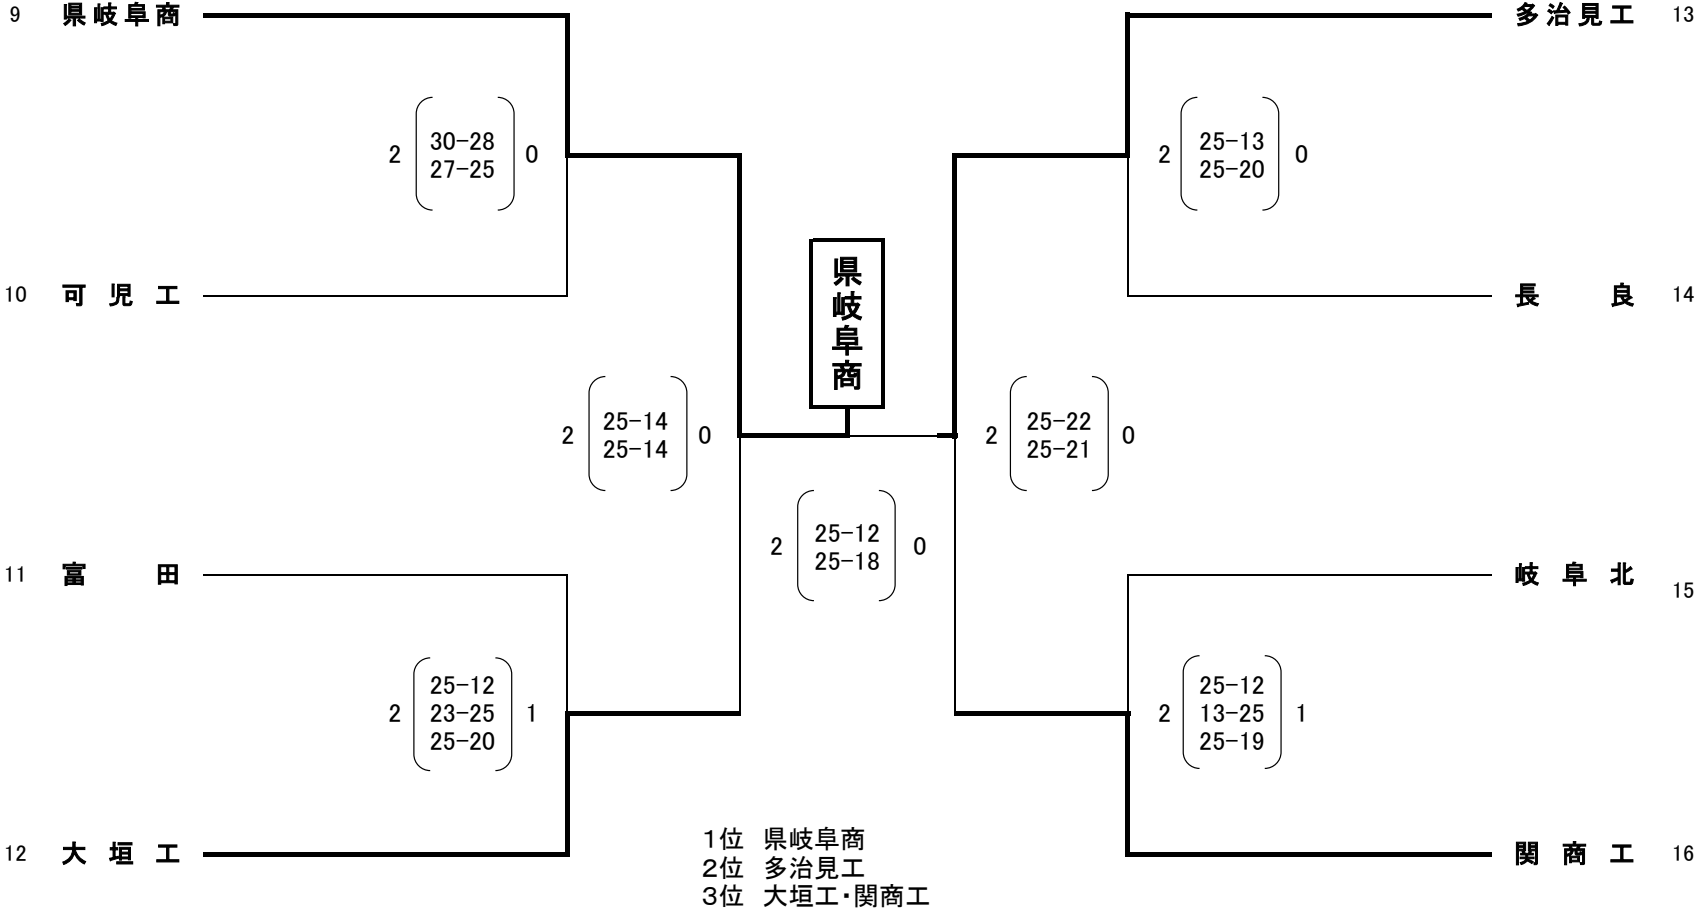 9 県岐阜商
多治見工 13
2 30-28 0
27-25
2 25-13 0
25-20
10 可児工
県岐阜商
長良 14
2 25-14 0
25-14
2 25-22 0
25-21
2 25-12 0
25-18
11 富田
岐阜北 15
2 25-12 1
23-25
25-20
2 25-12 1
13-25
25-19
12 大垣工
関商工 16
1位 県岐阜商
2位 多治見工
3位 大垣工・関商工